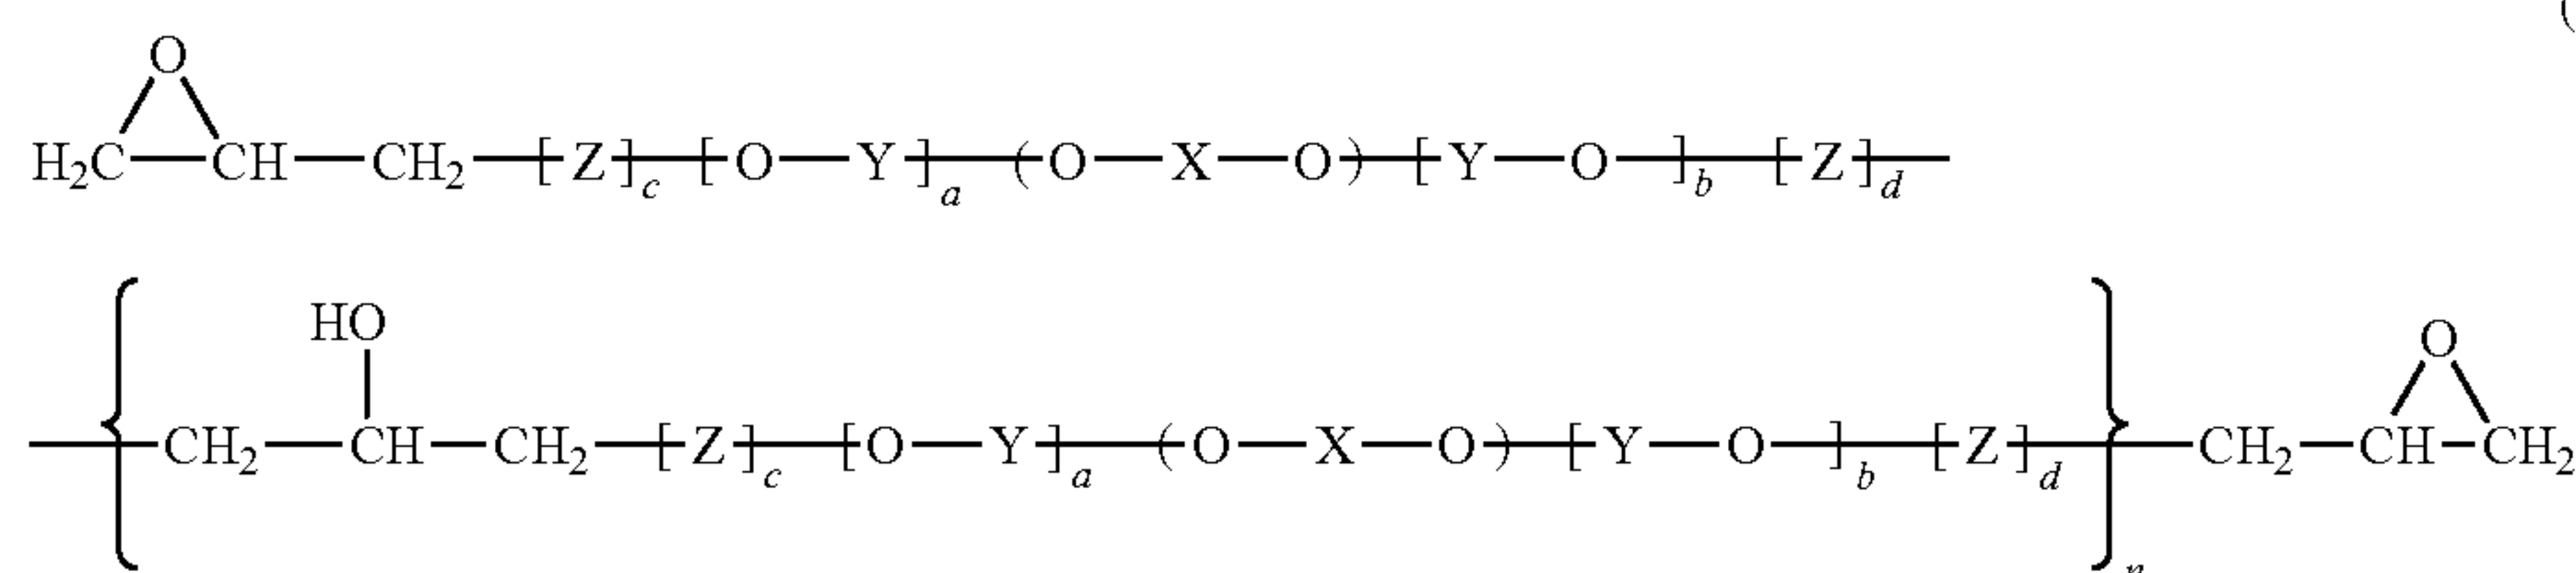 O
H₂C—CH—CH₂—[Z]c—[O—Y]a—(O—X—O)—[Y—O—]b—[Z]d—
HO O
—{CH₂—CH—CH₂—[Z]c—[O—Y]a—(O—X—O)—[Y—O—]b—[Z]d}n—CH₂—CH—CH₂